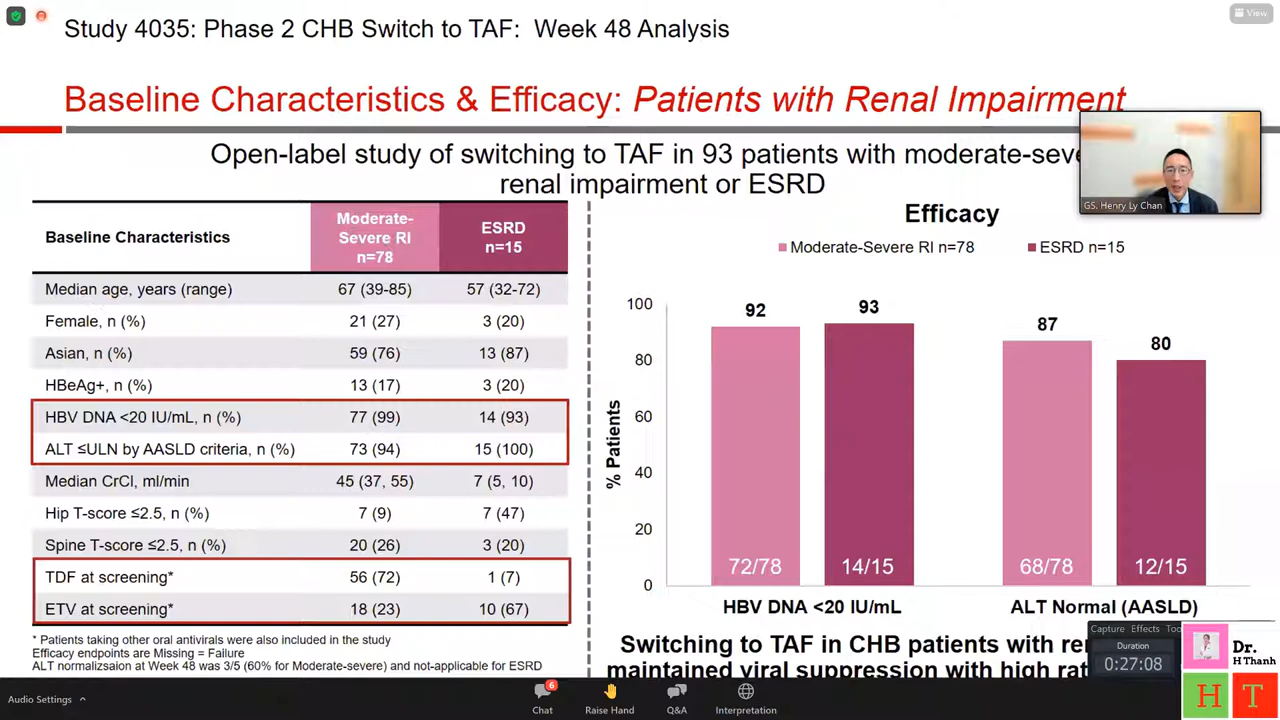 View
Study 4035: Phase 2 CHB Switch to TAF: Week 48 Analysis
Baseline Characteristics & Efficacy: Patients with Renal Impairment
Open-label study of switching to TAF in 93 patients with moderate-seve
renal impairment or ESRD
GS. Henry Ly Chan
Baseline Characteristics
Moderate-
Severe RI
n=78
ESRD
n=15
Median age, years (range) 67 (39-85) 57 (32-72)
Female, n (%) 21 (27) 3 (20)
Asian, n (%) 59 (76) 13 (87)
HBeAg+, n (%) 13 (17) 3 (20)
HBV DNA <20 IU/mL, n (%) 77 (99) 14 (93)
ALT ≤ULN by AASLD criteria, n (%) 73 (94) 15 (100)
Median CrCl, ml/min 45 (37, 55) 7 (5, 10)
Hip T-score ≤2.5, n (%) 7 (9) 7 (47)
Spine T-score ≤2.5, n (%) 20 (26) 3 (20)
TDF at screening* 56 (72) 1 (7)
ETV at screening* 18 (23) 10 (67)
* Patients taking other oral antivirals were also included in the study
Efficacy endpoints are Missing = Failure
ALT normalizsaion at Week 48 was 3/5 (60% for Moderate-severe) and not-applicable for ESRD
Efficacy
Moderate-Severe RI n=78 ESRD n=15
% Patients
100
80
60
40
20
0
92 93 87 80
72/78 14/15 68/78 12/15
HBV DNA <20 IU/mL ALT Normal (AASLD)
Switching to TAF in CHB patients with re
maintained viral suppression with high rat
Capture Effects Too
Duration
0:27:08
Dr.
H Thanh
H T
Audio Settings
6
Chat
Raise Hand
Q&A
Interpretation